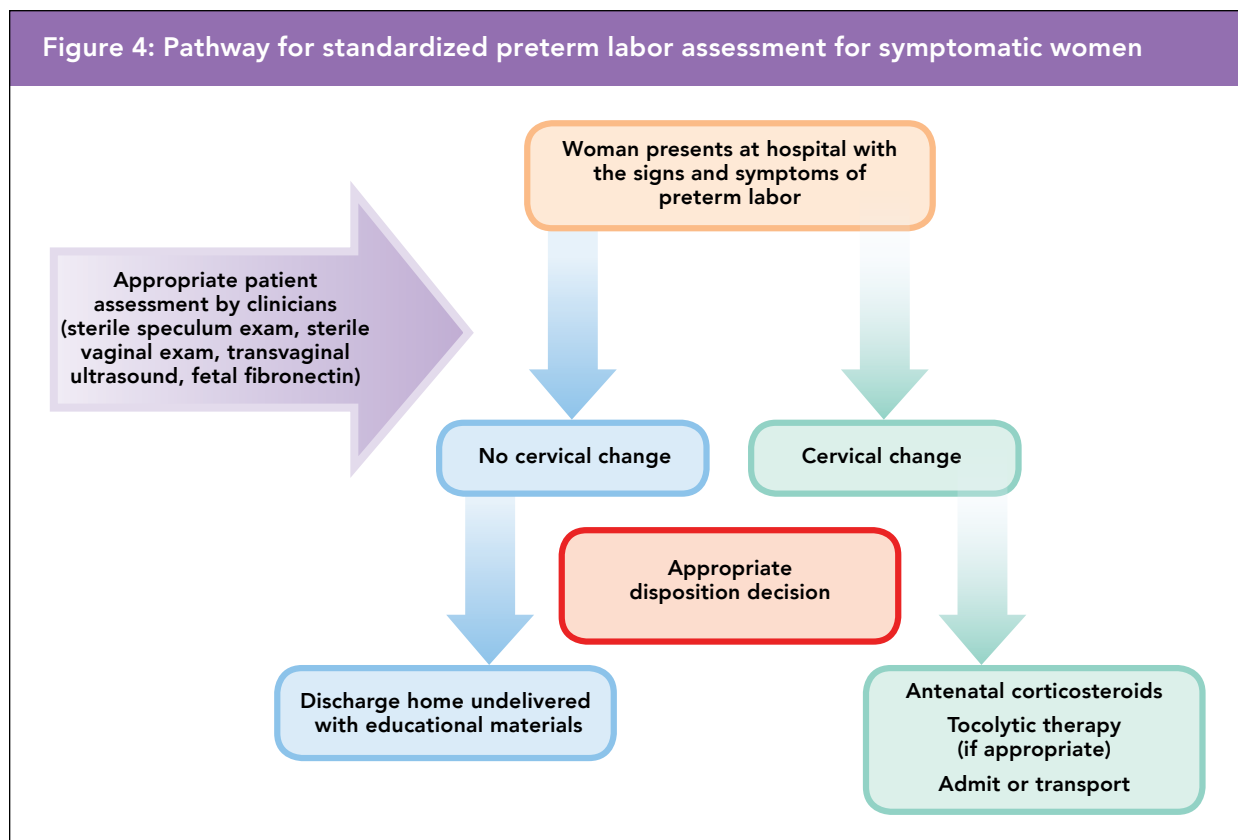 Figure 4: Pathway for standardized preterm labor assessment for symptomatic women
Woman presents at hospital with
the signs and symptoms of
preterm labor
Appropriate patient
assessment by clinicians
(sterile speculum exam, sterile
vaginal exam, transvaginal
ultrasound, fetal fibronectin)
No cervical change
Cervical change
Appropriate
disposition decision
Discharge home undelivered
with educational materials
Antenatal corticosteroids
Tocolytic therapy
(if appropriate)
Admit or transport